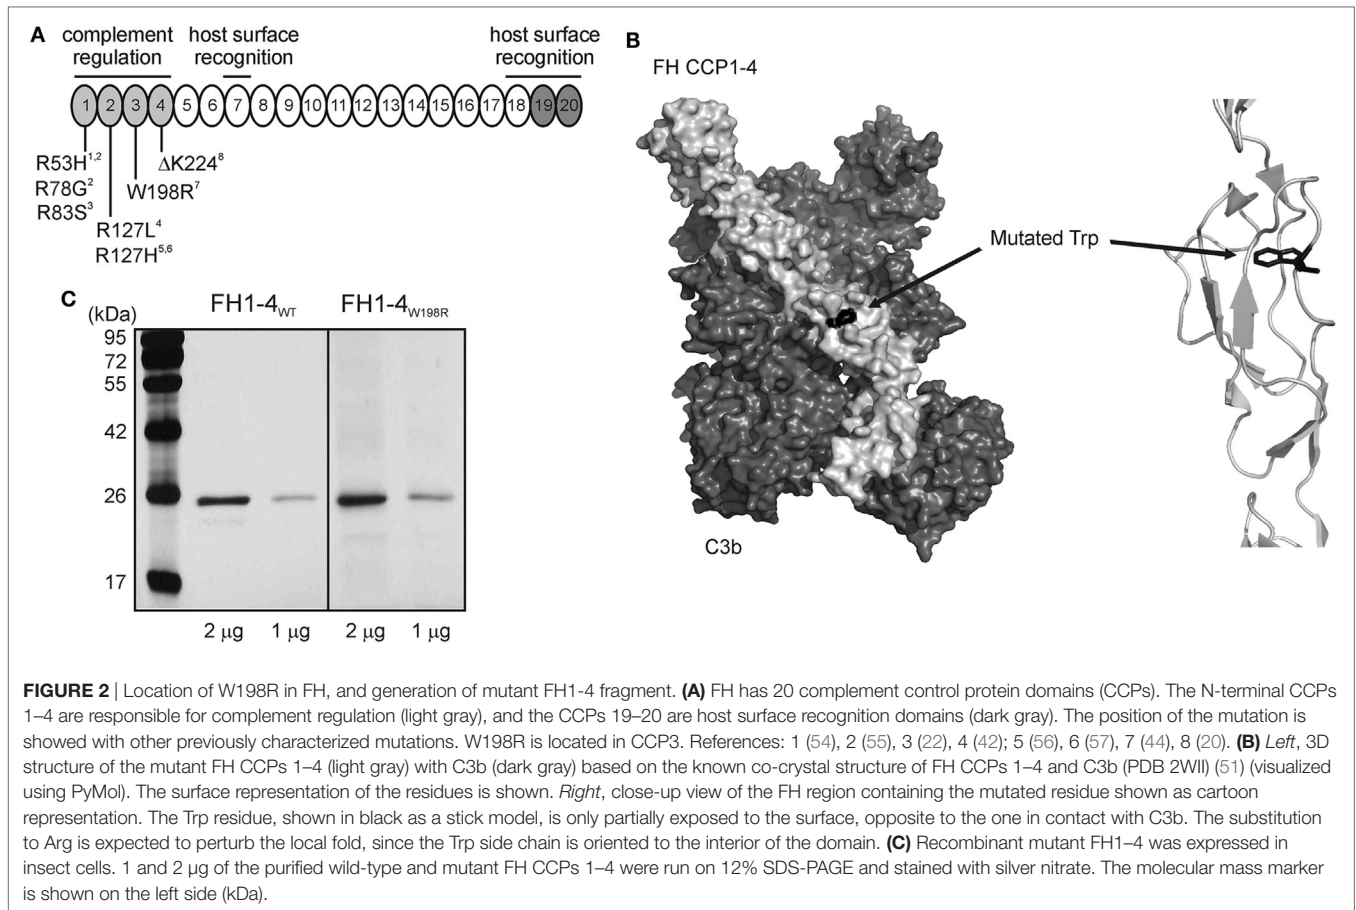 A
complement
regulation
host surface
recognition
host surface
recognition
1 2 3 4 5 6 7 8 9 10 11 12 13 14 15 16 17 18 19 20
R53H1,2
R78G2
R83S3
ΔK2248
W198R7
R127L4
R127H5,6
B
FH CCP1-4
Mutated Trp
C3b
C
(kDa)
FH1-4WT
FH1-4W198R
95
72
55
42
26
17
2 µg 1 µg 2 µg 1 µg
FIGURE 2 | Location of W198R in FH, and generation of mutant FH1-4 fragment. (A) FH has 20 complement control protein domains (CCPs). The N-terminal CCPs
1–4 are responsible for complement regulation (light gray), and the CCPs 19–20 are host surface recognition domains (dark gray). The position of the mutation is
showed with other previously characterized mutations. W198R is located in CCP3. References: 1 (54), 2 (55), 3 (22), 4 (42); 5 (56), 6 (57), 7 (44), 8 (20). (B) Left, 3D
structure of the mutant FH CCPs 1–4 (light gray) with C3b (dark gray) based on the known co-crystal structure of FH CCPs 1–4 and C3b (PDB 2WII) (51) (visualized
using PyMol). The surface representation of the residues is shown. Right, close-up view of the FH region containing the mutated residue shown as cartoon
representation. The Trp residue, shown in black as a stick model, is only partially exposed to the surface, opposite to the one in contact with C3b. The substitution
to Arg is expected to perturb the local fold, since the Trp side chain is oriented to the interior of the domain. (C) Recombinant mutant FH1–4 was expressed in
insect cells. 1 and 2 µg of the purified wild-type and mutant FH CCPs 1–4 were run on 12% SDS-PAGE and stained with silver nitrate. The molecular mass marker
is shown on the left side (kDa).